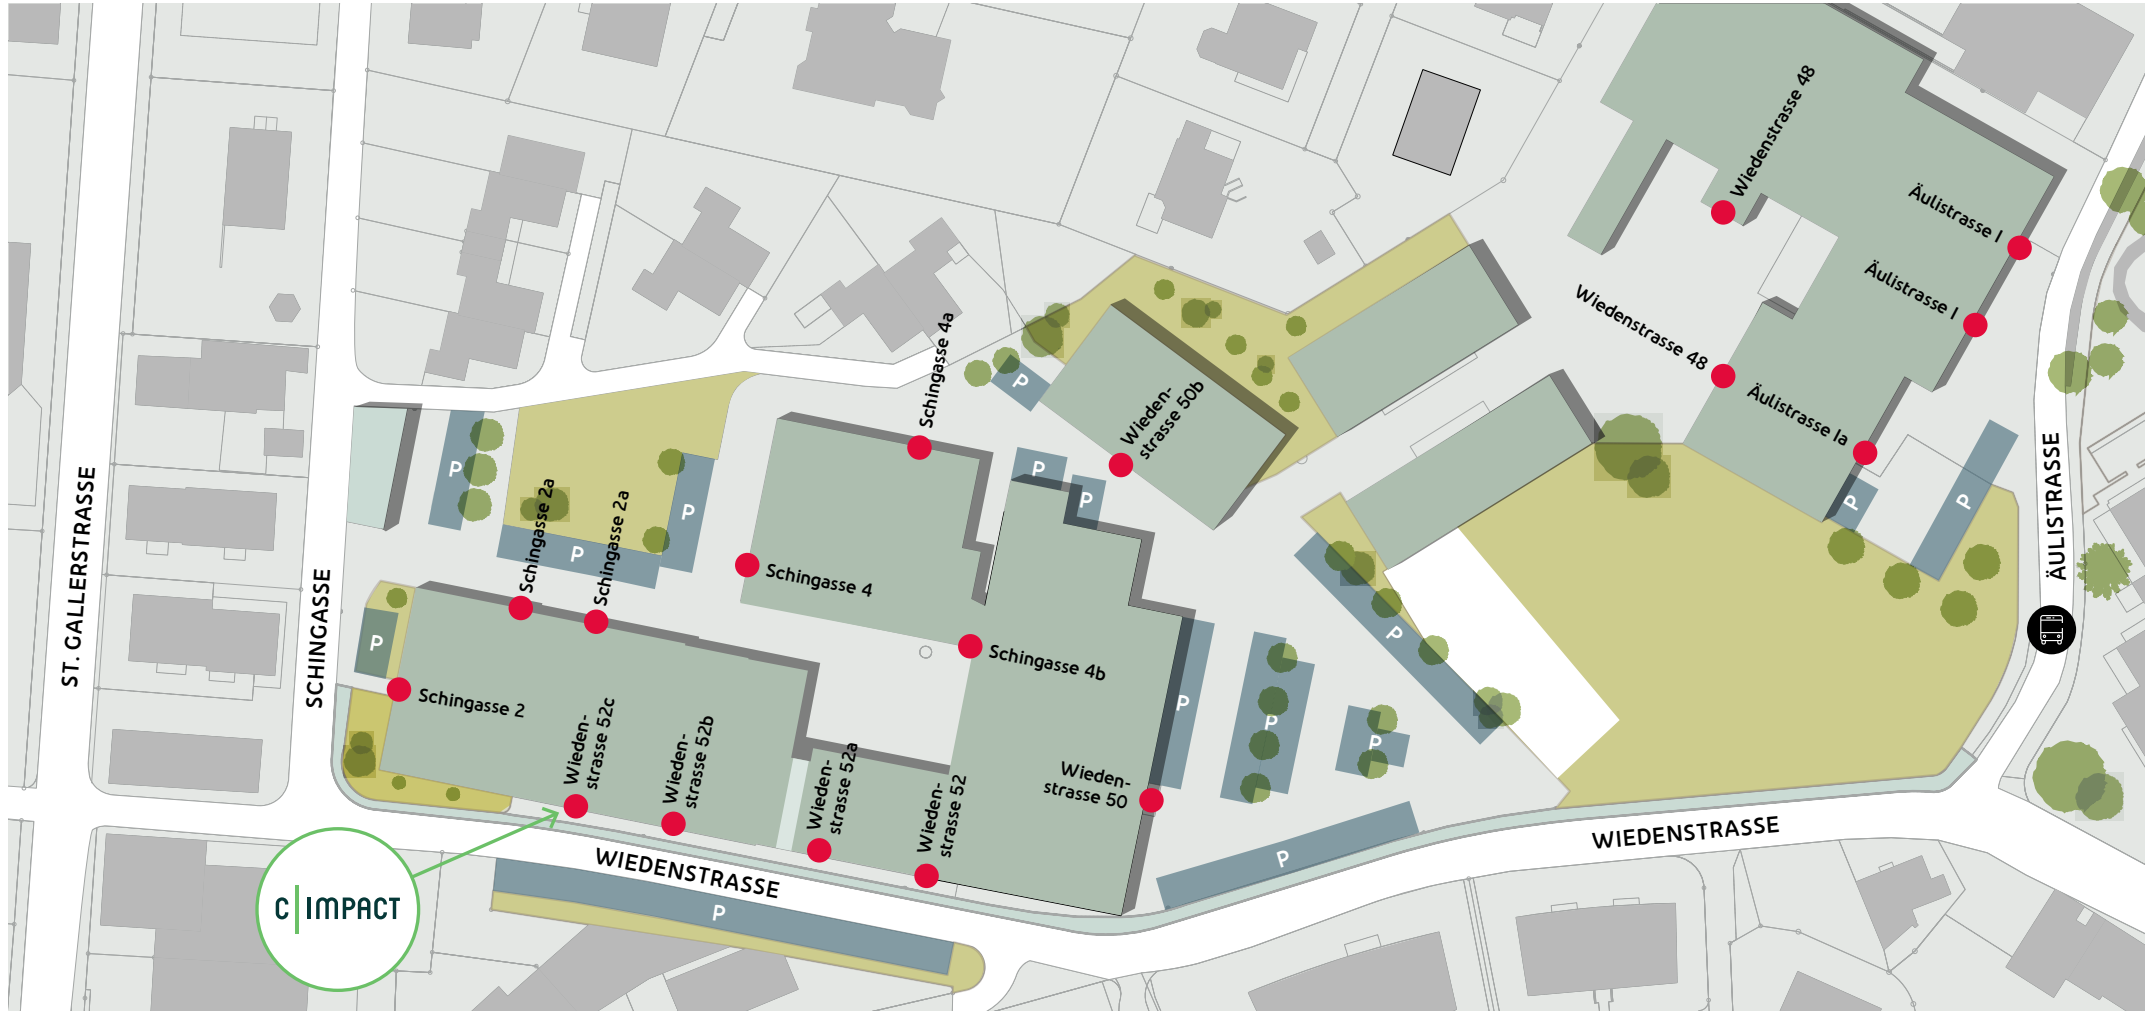 Wiedenstrasse 48
Äulistrasse I
Äulistrasse I
Wiedenstrasse 48
Äulistrasse Ia
Schingasse 4a
P
Wieden-
strasse 50b
P
P
P
P
P
P
P
P
ST. GALLERSTRASSE
SCHINGASSE
ÄULISTRASSE
Schingasse 2a
Schingasse 2a
Schingasse 4
Schingasse 4b
P
P
P
P
P
Schingasse 2
Wieden-
strasse 52c
Wieden-
strasse 52b
Wieden-
strasse 52a
Wieden-
strasse 52
Wieden-
strasse 50
WIEDENSTRASSE
WIEDENSTRASSE
P
P
C IMPACT